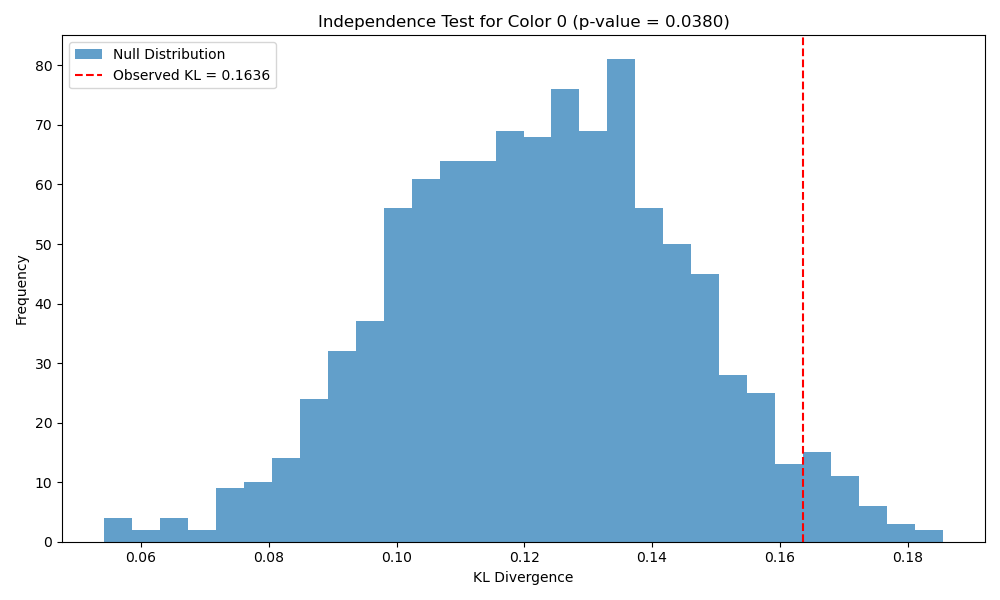 Independence Test for Color 0 (p-value = 0.0380)
Null Distribution
Observed KL = 0.1636
80
70
60
50
40
30
20
10
0
Frequency
0.06 0.08 0.10 0.12 0.14 0.16 0.18
KL Divergence